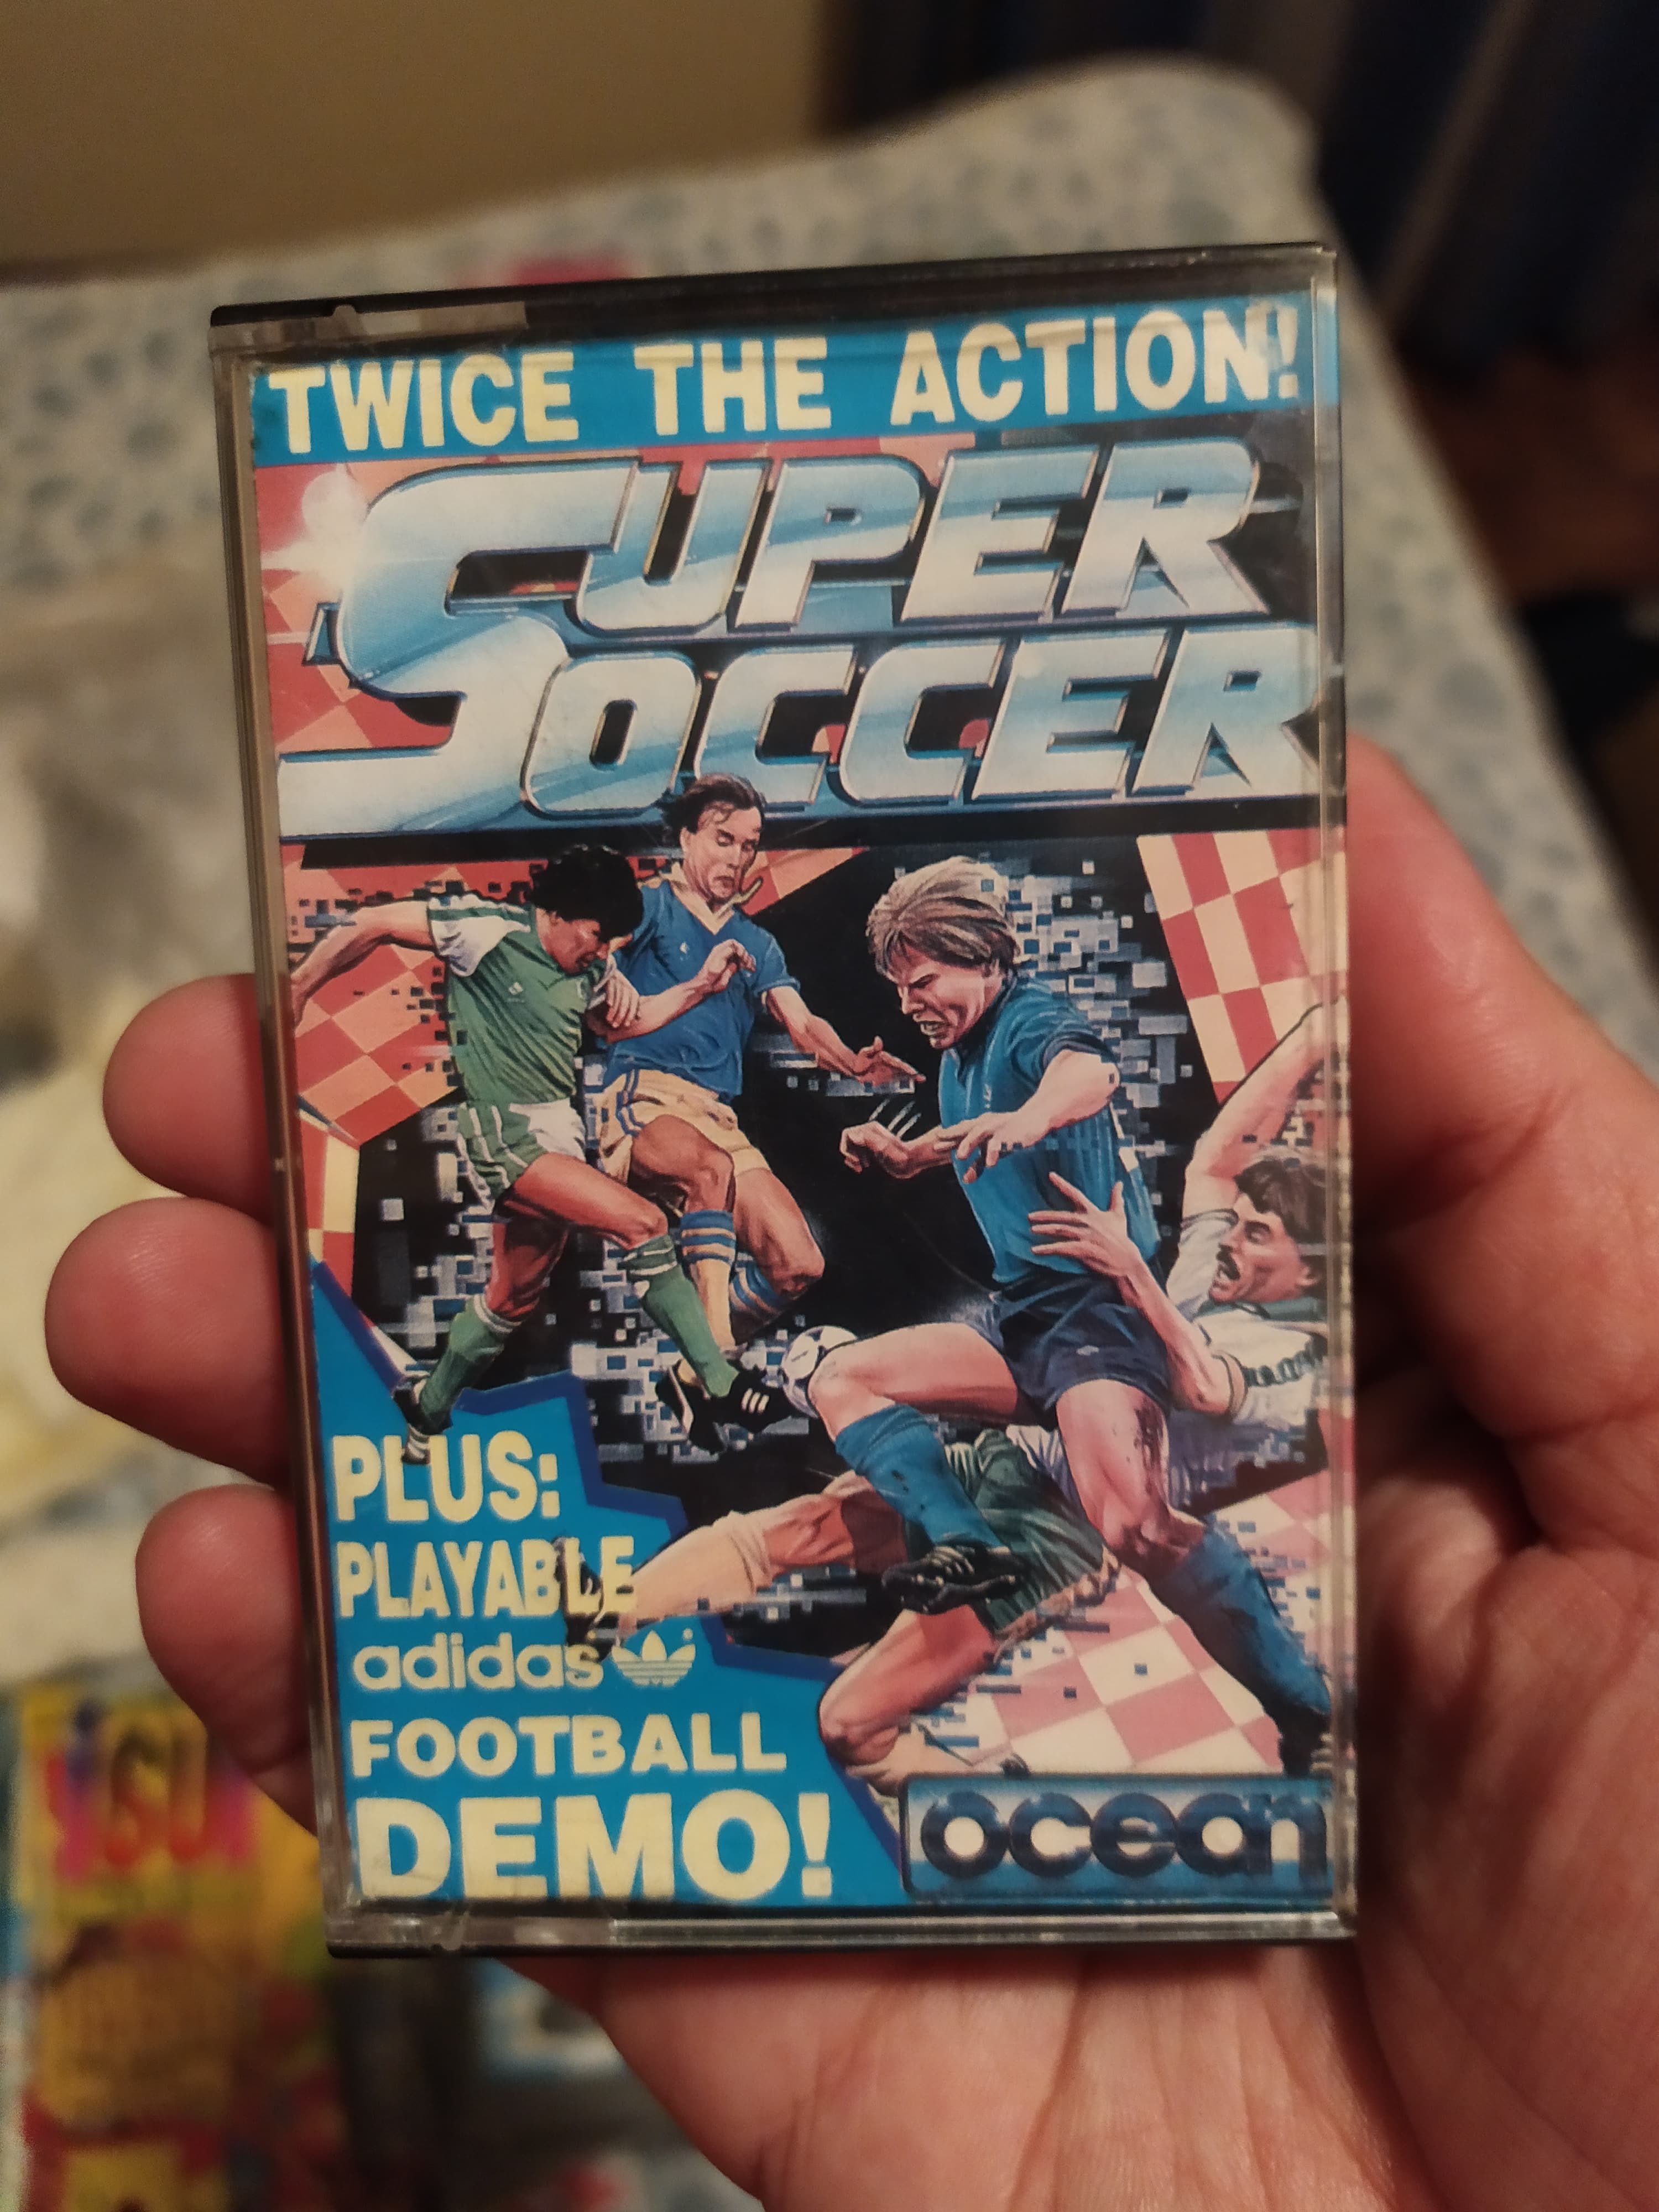 TWICE THE ACTION!
SUPER
SOCCER
PLUS:
PLAYABLE
adidas
FOOTBALL
DEMO!
ocean